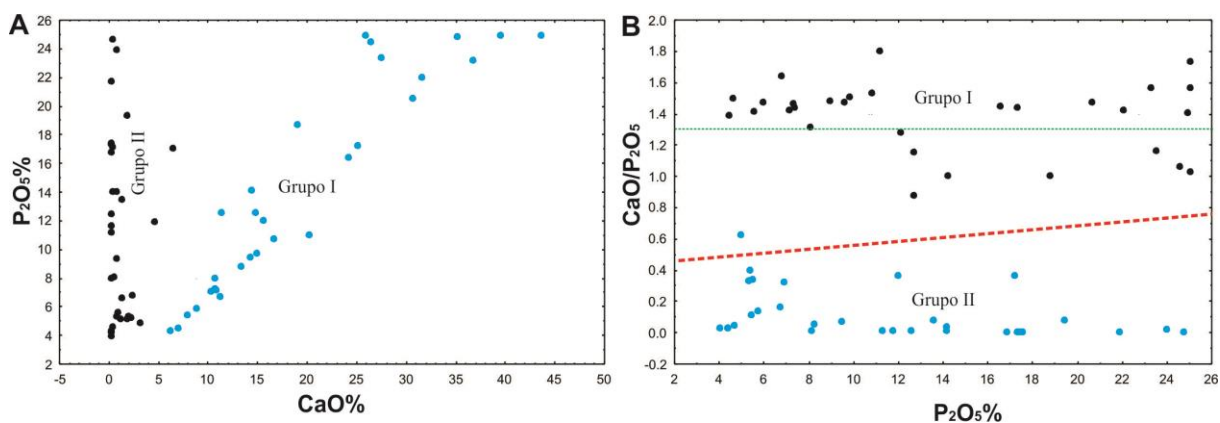 A
P₂O₅%
26
24
22
20
18
16
14
12
10
8
6
4
2
Grupo II
Grupo I
-5 0 5 10 15 20 25 30 35 40 45 50
CaO%
B
CaO/P₂O₅
2.0
1.8
1.6
1.4
1.2
1.0
0.8
0.6
0.4
0.2
0.0
-0.2
Grupo I
Grupo II
2 4 6 8 10 12 14 16 18 20 22 24 26
P₂O₅%